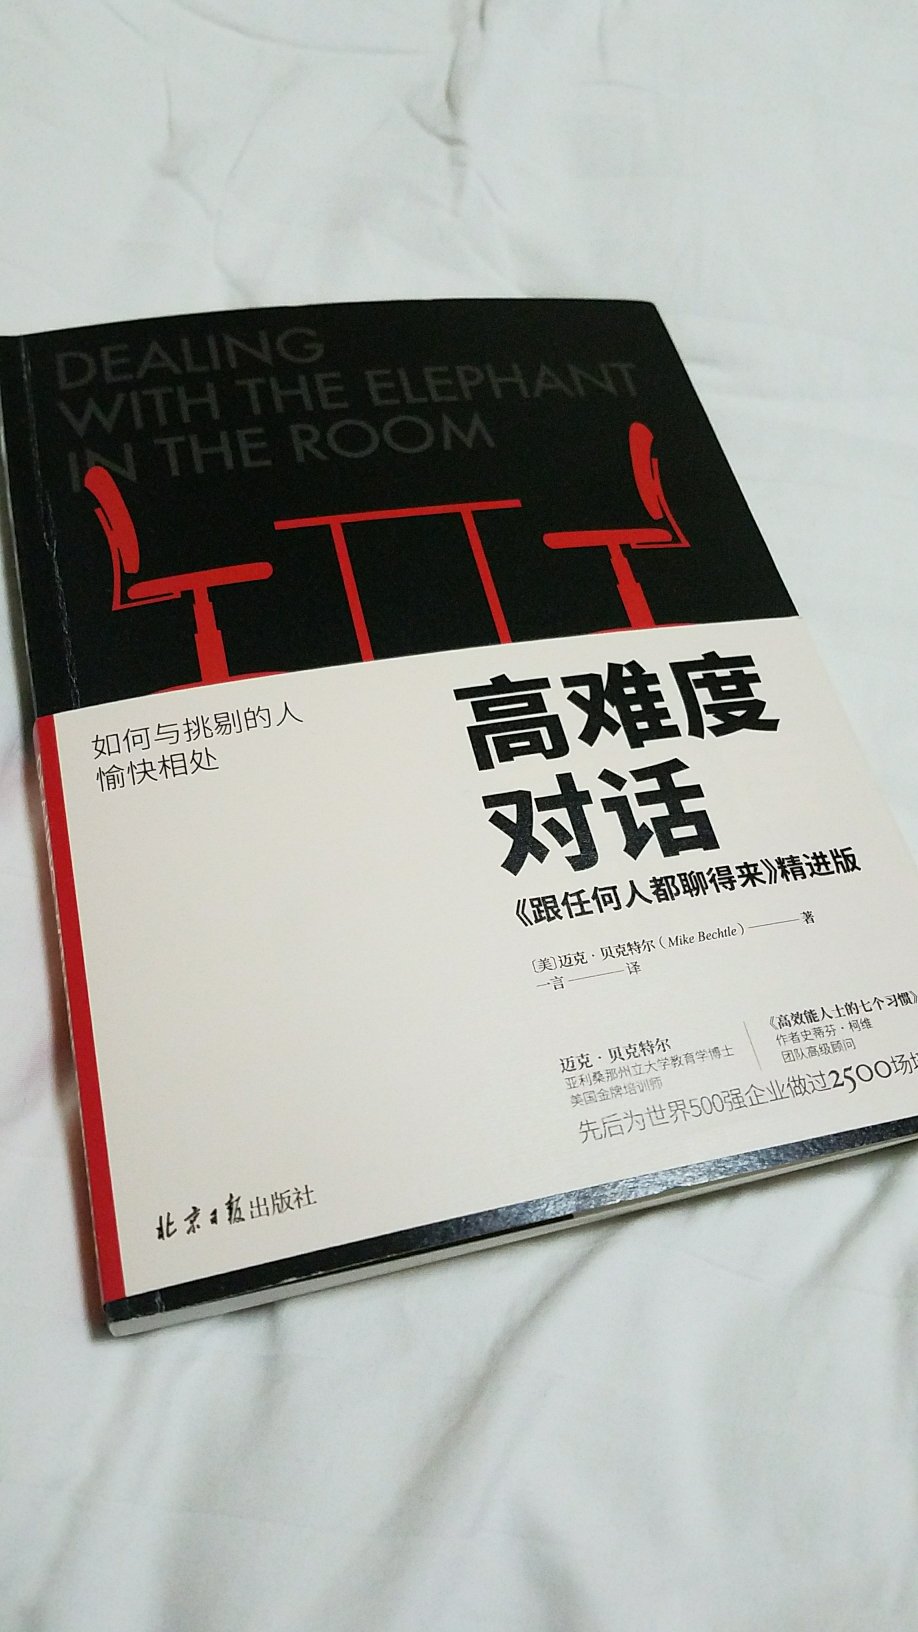 DEALING
WITH THE ELEPHANT
IN THE ROOM
如何与挑剔的人
愉快相处
高难度
对话
《跟任何人都聊得来》精进版
〔美〕迈克·贝克特尔（Mike Bechtle）——著
一言——译
迈克·贝克特尔
亚利桑那州立大学教育学博士
美国金牌培训师
《高效能人士的七个习惯》
作者史蒂芬·柯维
团队高级顾问
先后为世界500强企业做过2500场
北京日报出版社